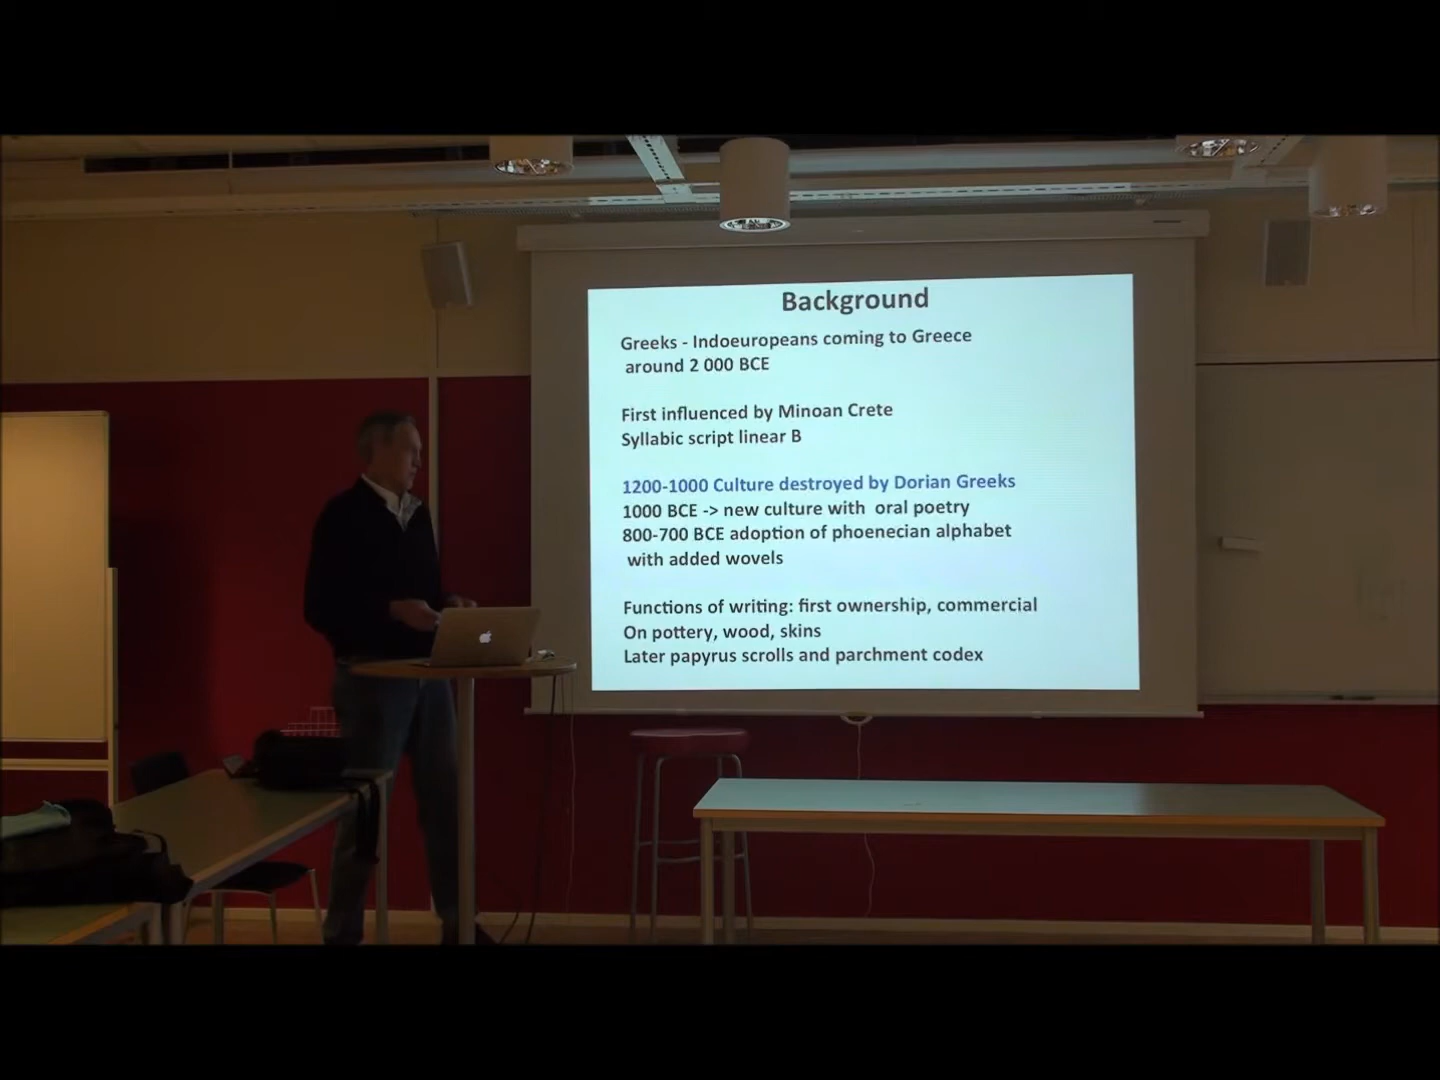 Background
Greeks - Indoeuropeans coming to Greece
around 2 000 BCE
First influenced by Minoan Crete
Syllabic script linear B
1200-1000 Culture destroyed by Dorian Greeks
1000 BCE -> new culture with oral poetry
800-700 BCE adoption of phoenecian alphabet
with added wovels
Functions of writing: first ownership, commercial
On pottery, wood, skins
Later papyrus scrolls and parchment codex